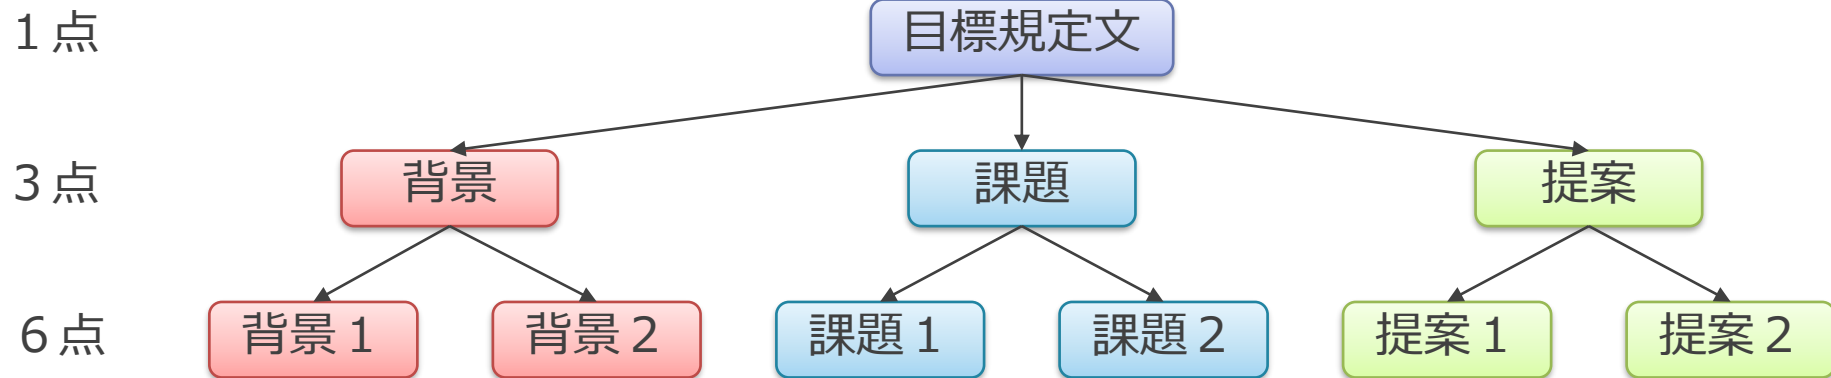 １点 目標規定文
３点 背景 課題 提案
６点 背景１ 背景２ 課題１ 課題２ 提案１ 提案２